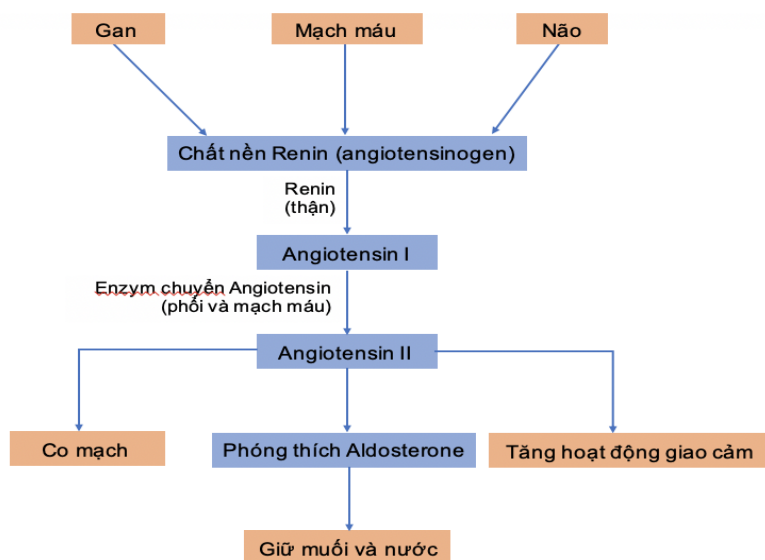 Gan
Mạch máu
Não
Chất nền Renin (angiotensinogen)
Renin
(thận)
Angiotensin I
Enzym chuyển Angiotensin
(phổi và mạch máu)
Angiotensin II
Co mạch
Phóng thích Aldosterone
Tăng hoạt động giao cảm
Giữ muối và nước